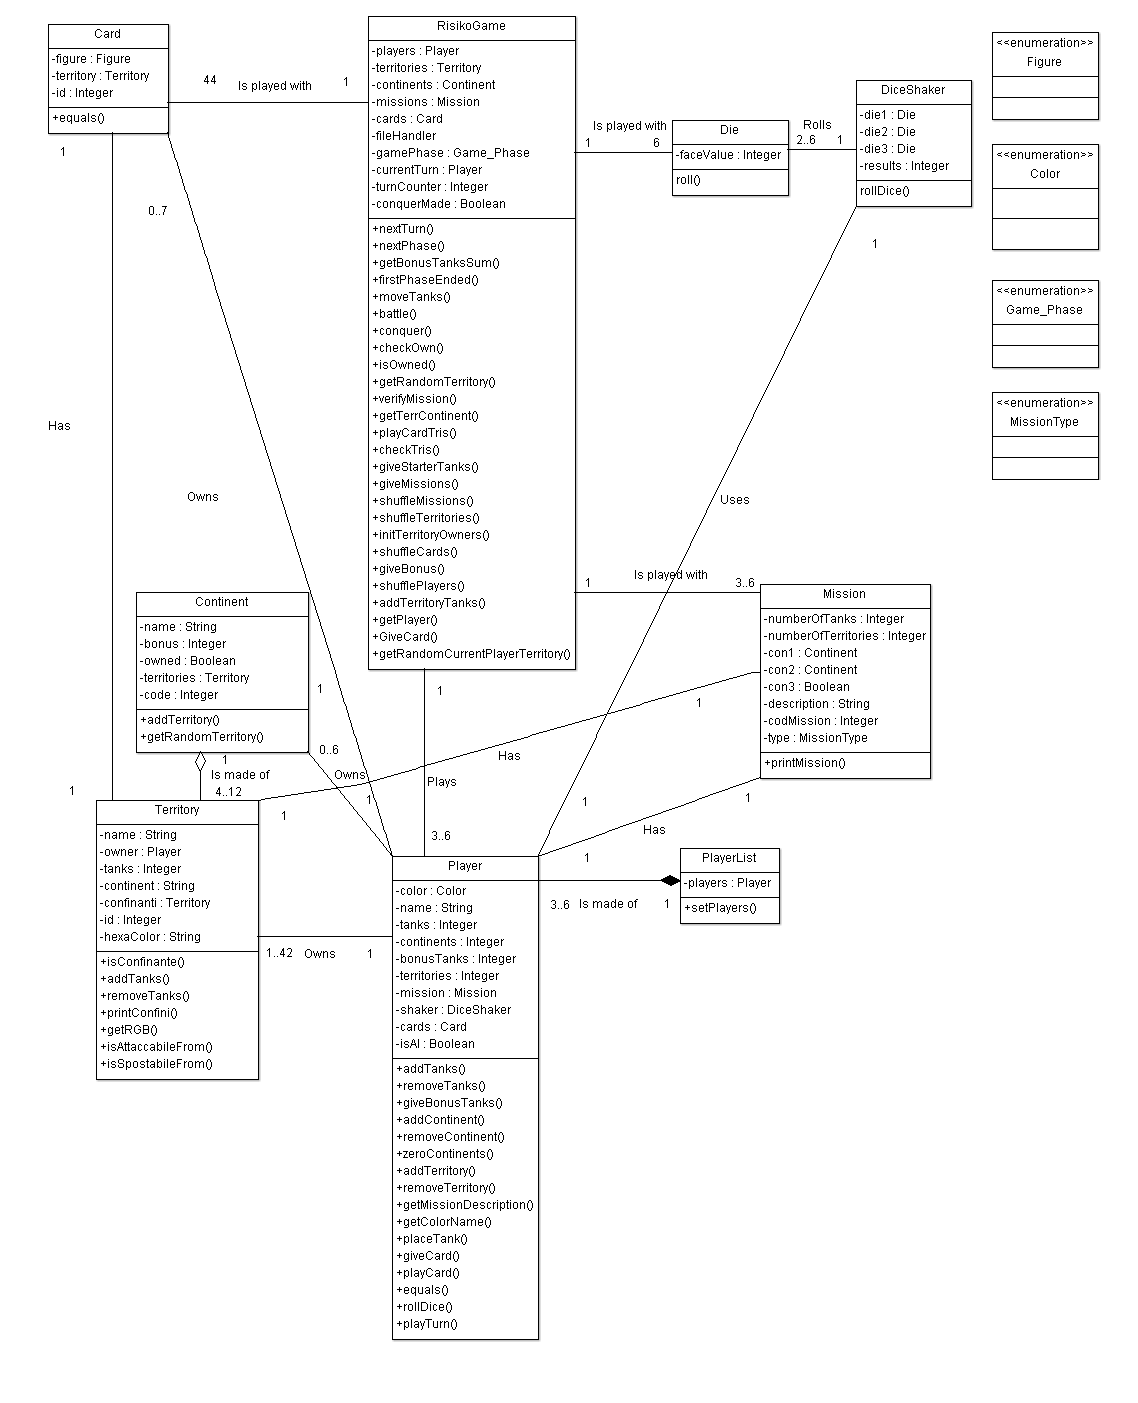 Card
-figure : Figure
-territory : Territory
-id : Integer
+equals()
RisikoGame
-players : Player
-territories : Territory
-continents : Continent
-missions : Mission
-cards : Card
-fileHandler
-gamePhase : Game_Phase
-currentTurn : Player
-turnCounter : Integer
-conquerMade : Boolean
+nextTurn()
+nextPhase()
+getBonusTanksSum()
+firstPhaseEnded()
+moveTanks()
+battle()
+conquer()
+checkOwn()
+isOwned()
+getRandomTerritory()
+verifyMission()
+getTerrContinent()
+playCardTris()
+checkTris()
+giveStarterTanks()
+giveMissions()
+shuffleMissions()
+shuffleTerritories()
+initTerritoryOwners()
+shuffleCards()
+giveBonus()
+shufflePlayers()
+addTerritoryTanks()
+getPlayer()
+GiveCard()
+getRandomCurrentPlayerTerritory()
44
Is played with
1
Is played with
1
6
Die
-faceValue : Integer
roll()
Rolls
2..6
1
DiceShaker
-die1 : Die
-die2 : Die
-die3 : Die
-results : Integer
rollDice()
<<enumeration>>
Figure
<<enumeration>>
Color
<<enumeration>>
Game_Phase
<<enumeration>>
MissionType
1
0..7
1
Has
Owns
Uses
Is played with
1
3..6
Mission
-numberOfTanks : Integer
-numberOfTerritories : Integer
-con1 : Continent
-con2 : Continent
-con3 : Boolean
-description : String
-codMission : Integer
-type : MissionType
+printMission()
Continent
-name : String
-bonus : Integer
-owned : Boolean
-territories : Territory
-code : Integer
+addTerritory()
+getRandomTerritory()
1
1
1
0..6
Has
1
Is made of
Owns
Plays
1
4..12
1
1
1
1
3..6
Has
1
Territory
-name : String
-owner : Player
-tanks : Integer
-continent : String
-confinanti : Territory
-id : Integer
-hexaColor : String
+isConfinante()
+addTanks()
+removeTanks()
+printConfini()
+getRGB()
+isAttaccabileFrom()
+isSpostabileFrom()
1..42
Owns
1
Player
-color : Color
-name : String
-tanks : Integer
-continents : Integer
-bonusTanks : Integer
-territories : Integer
-mission : Mission
-shaker : DiceShaker
-cards : Card
-isAI : Boolean
+addTanks()
+removeTanks()
+giveBonusTanks()
+addContinent()
+removeContinent()
+zeroContinents()
+addTerritory()
+removeTerritory()
+getMissionDescription()
+getColorName()
+placeTank()
+giveCard()
+playCard()
+equals()
+rollDice()
+playTurn()
3..6
Is made of
1
PlayerList
-players : Player
+setPlayers()